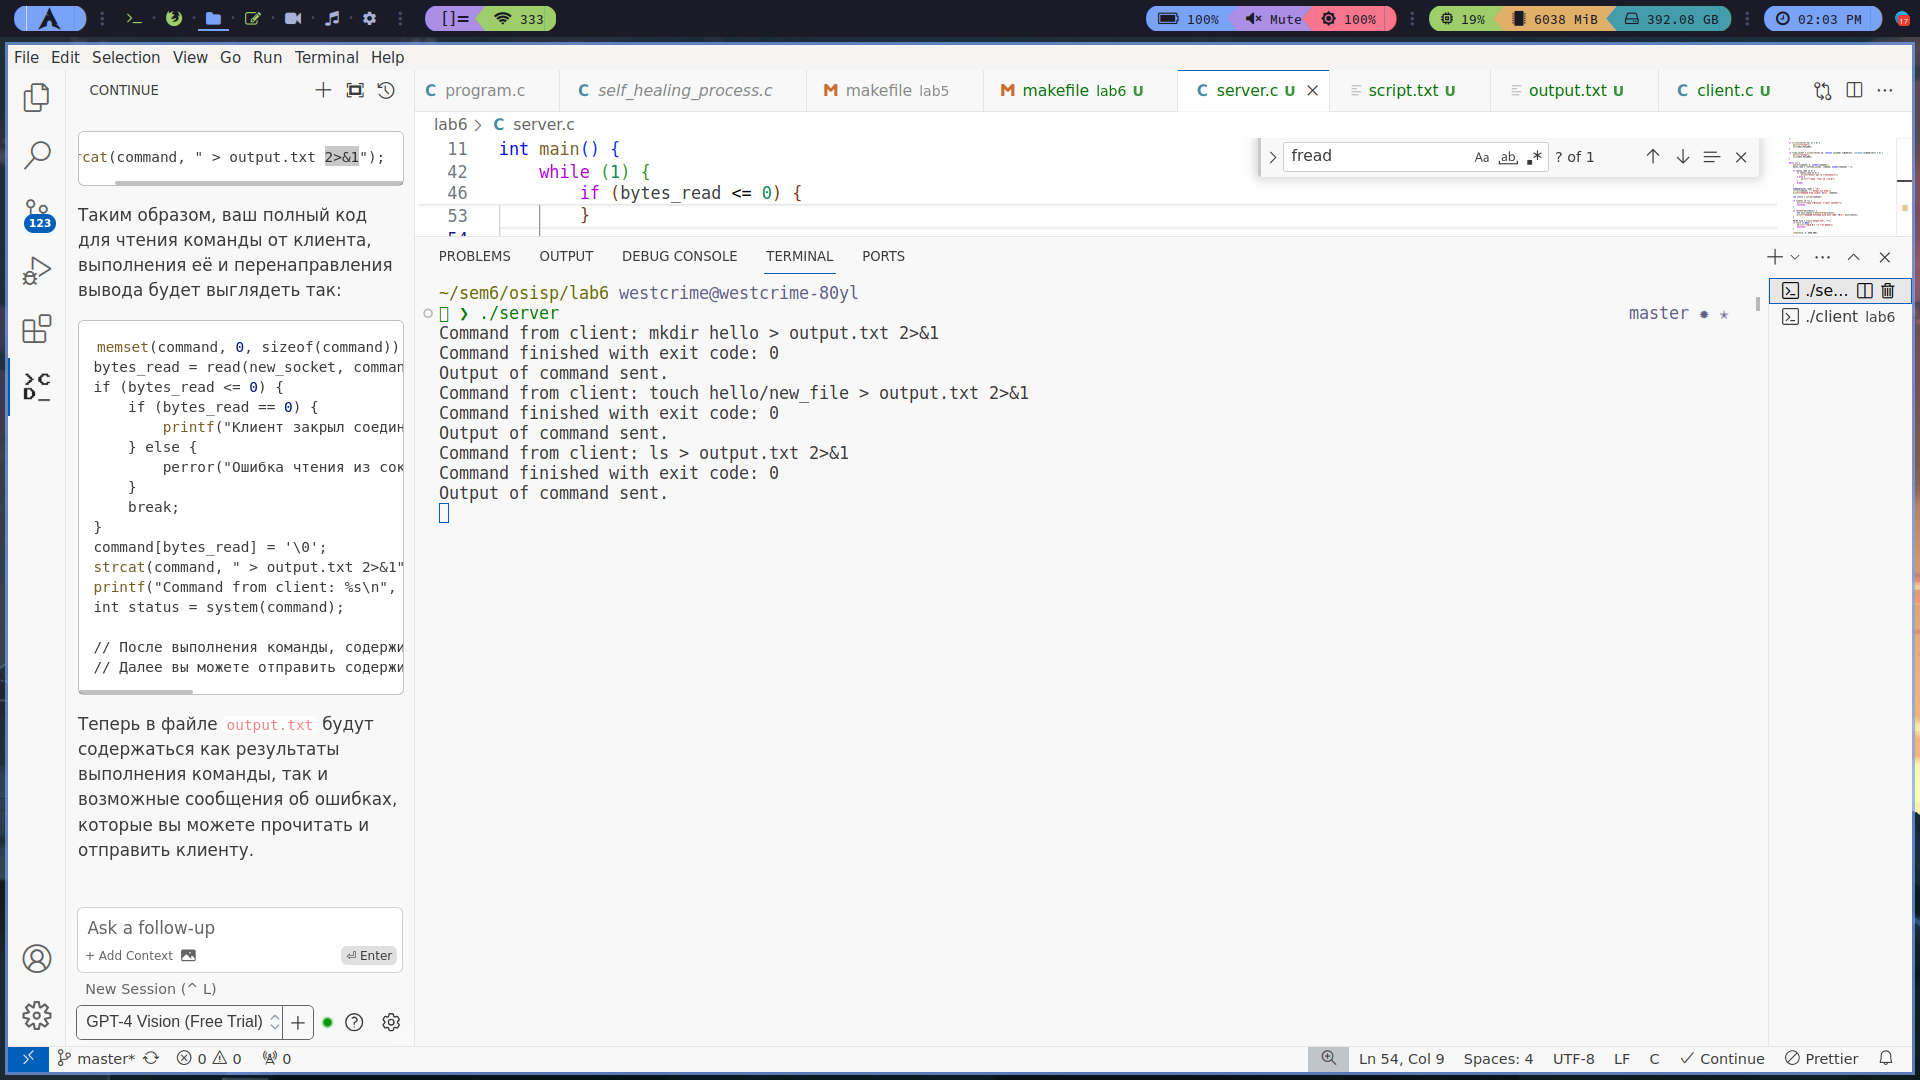 []=
333
100%
Mute
100%
19%
6038 MiB
392.08 GB
02:03 PM
17
File Edit Selection View Go Run Terminal Help
CONTINUE
rcat(command, " > output.txt 2>&1");
Таким образом, ваш полный код
для чтения команды от клиента,
выполнения её и перенаправления
вывода будет выглядеть так:
memset(command, 0, sizeof(command))
bytes_read = read(new_socket, comman
if (bytes_read <= 0) {
if (bytes_read == 0) {
printf("Клиент закрыл соедин
} else {
perror("Ошибка чтения из сок
}
break;
}
command[bytes_read] = '\0';
strcat(command, " > output.txt 2>&1"
printf("Command from client: %s\n",
int status = system(command);
// После выполнения команды, содержи
// Далее вы можете отправить содержи
Теперь в файле output.txt будут
содержаться как результаты
выполнения команды, так и
возможные сообщения об ошибках,
которые вы можете прочитать и
отправить клиенту.
Ask a follow-up
+ Add Context
⏎ Enter
New Session (^ L)
GPT-4 Vision (Free Trial)
123
program.c
self_healing_process.c
makefile lab5
makefile lab6 U
server.c U
script.txt U
output.txt U
client.c U
lab6 > C server.c
11 int main() {
42 while (1) {
46 if (bytes_read <= 0) {
53 }
54
fread
Aa ab .*
? of 1
PROBLEMS OUTPUT DEBUG CONSOLE TERMINAL PORTS
~/sem6/osisp/lab6 westcrime@westcrime-80yl
❯ ./server
master
Command from client: mkdir hello > output.txt 2>&1
Command finished with exit code: 0
Output of command sent.
Command from client: touch hello/new_file > output.txt 2>&1
Command finished with exit code: 0
Output of command sent.
Command from client: ls > output.txt 2>&1
Command finished with exit code: 0
Output of command sent.
./se...
./client lab6
master*
0 0
0
Ln 54, Col 9
Spaces: 4
UTF-8
LF
C
Continue
Prettier